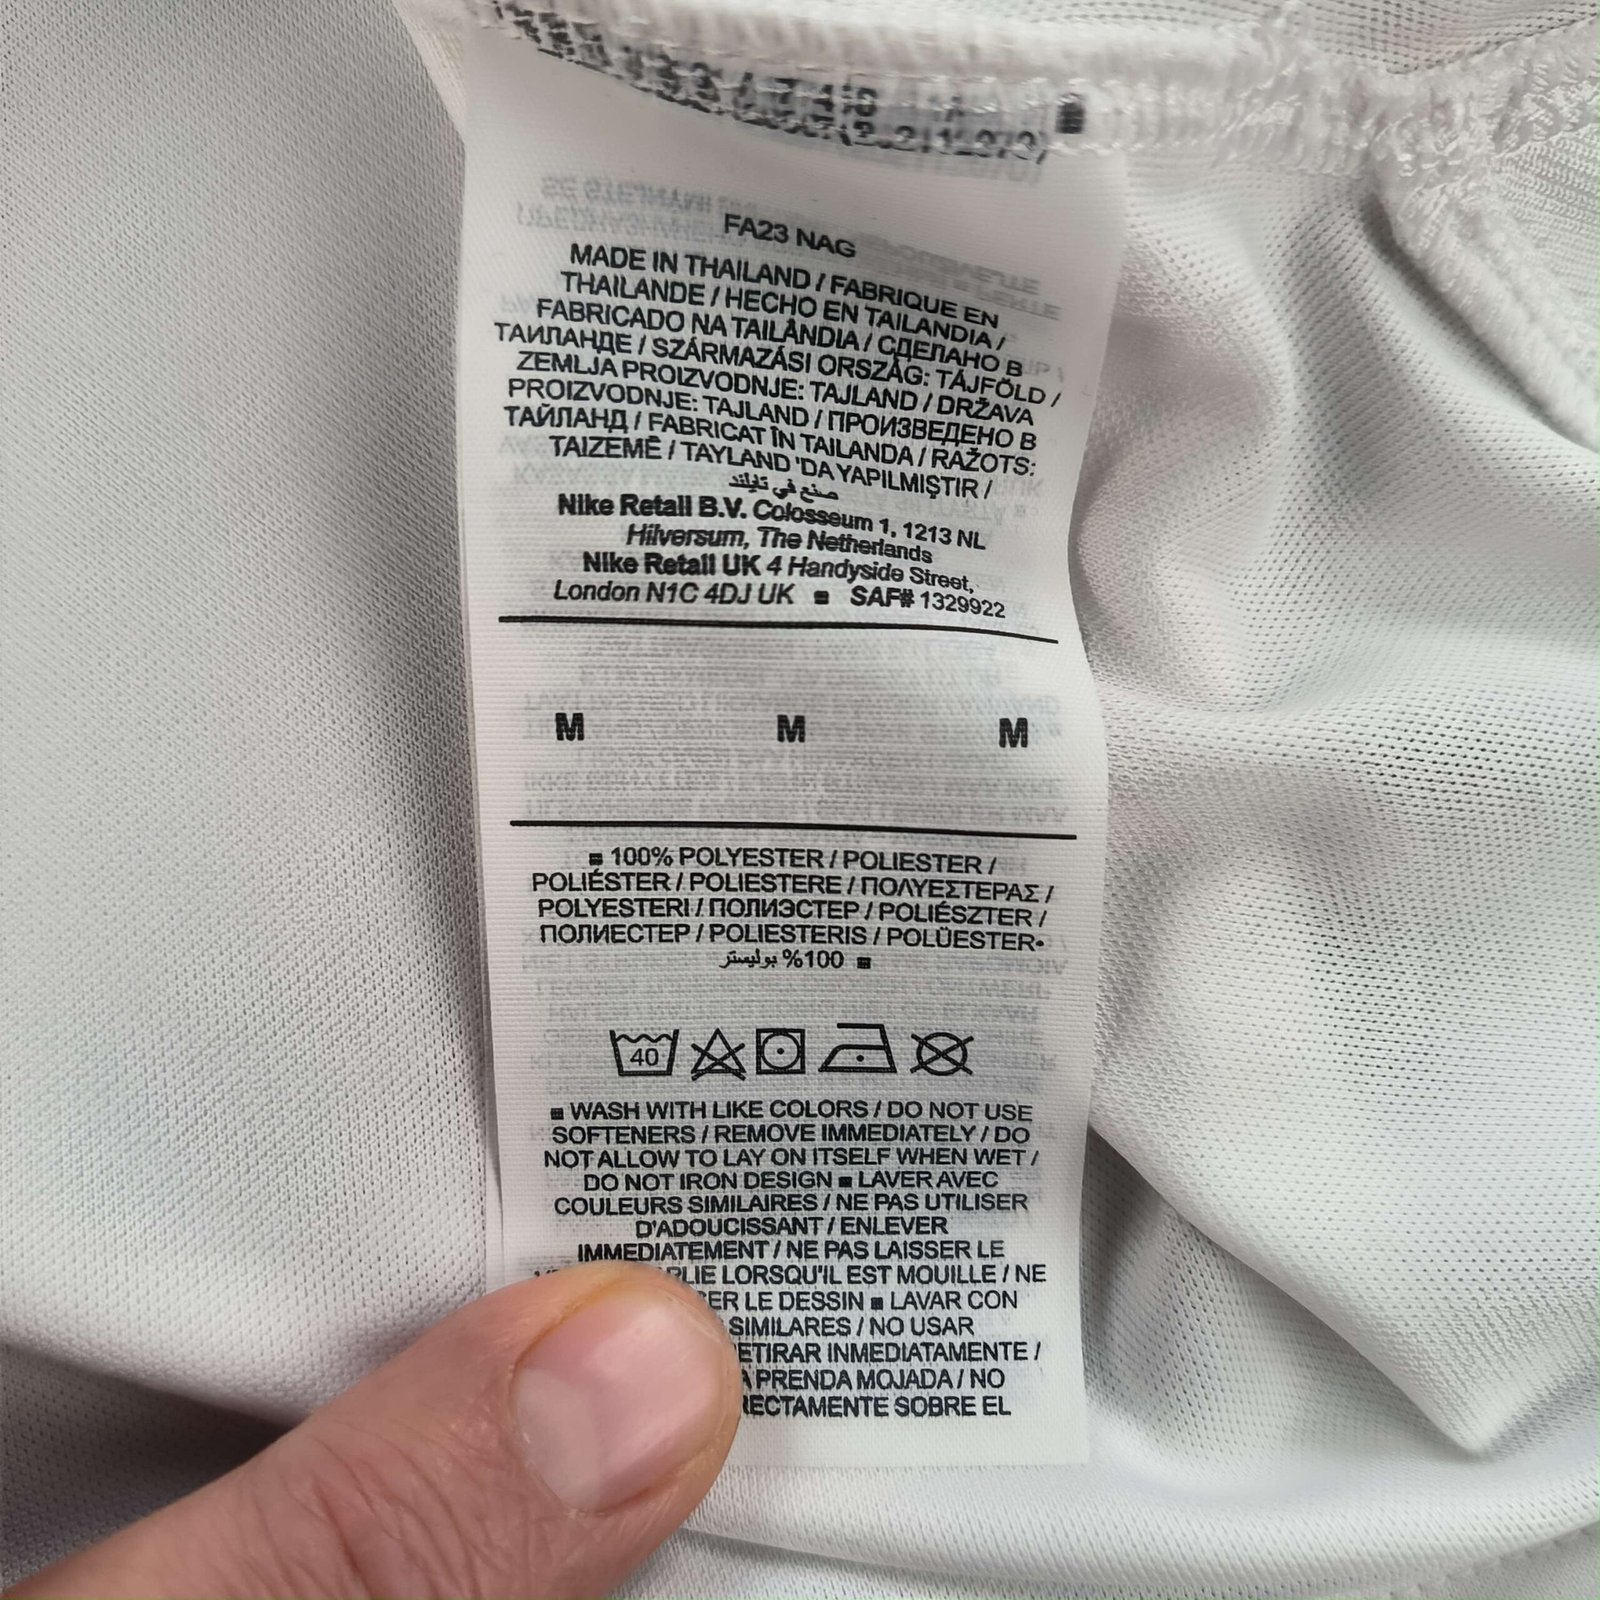 FA23 NAG
MADE IN THAILAND / FABRIQUE EN
THAILANDE / HECHO EN TAILANDIA /
FABRICADO NA TAILÂNDIA / СДЕЛАНО В
ТАИЛАНДЕ / SZÁRMAZÁSI ORSZÁG: TÁJFÖLD /
ZEMLJA PROIZVODNJE: TAJLAND / DRŽAVA
PROIZVODNJE: TAJLAND / ПРОИЗВЕДЕНО В
ТАЙЛАНД / FABRICAT ÎN TAILANDA / RAŽOTS:
TAIZEMĒ / TAYLAND 'DA YAPILMIŞTIR /
صنع في تايلند
Nike Retail B.V. Colosseum 1, 1213 NL
Hilversum, The Netherlands
Nike Retail UK 4 Handyside Street,
London N1C 4DJ UK SAF# 1329922
M M M
100% POLYESTER / POLIESTER /
POLIÉSTER / POLIESTERE / ΠΟΛΥΕΣΤΕΡΑΣ /
POLYESTERI / ПОЛИЭСТЕР / POLIÉSZTER /
ПОЛИЕСТЕР / POLIESTERIS / POLÜESTER•
100% بوليستر
40
WASH WITH LIKE COLORS / DO NOT USE
SOFTENERS / REMOVE IMMEDIATELY / DO
NOT ALLOW TO LAY ON ITSELF WHEN WET /
DO NOT IRON DESIGN LAVER AVEC
COULEURS SIMILAIRES / NE PAS UTILISER
D'ADOUCISSANT / ENLEVER
IMMEDIATEMENT / NE PAS LAISSER LE
LORSQU'IL EST MOUILLE / NE
LE DESSIN LAVAR CON
SIMILARES / NO USAR
INMEDIATAMENTE /
PRENDA MOJADA / NO
SOBRE EL